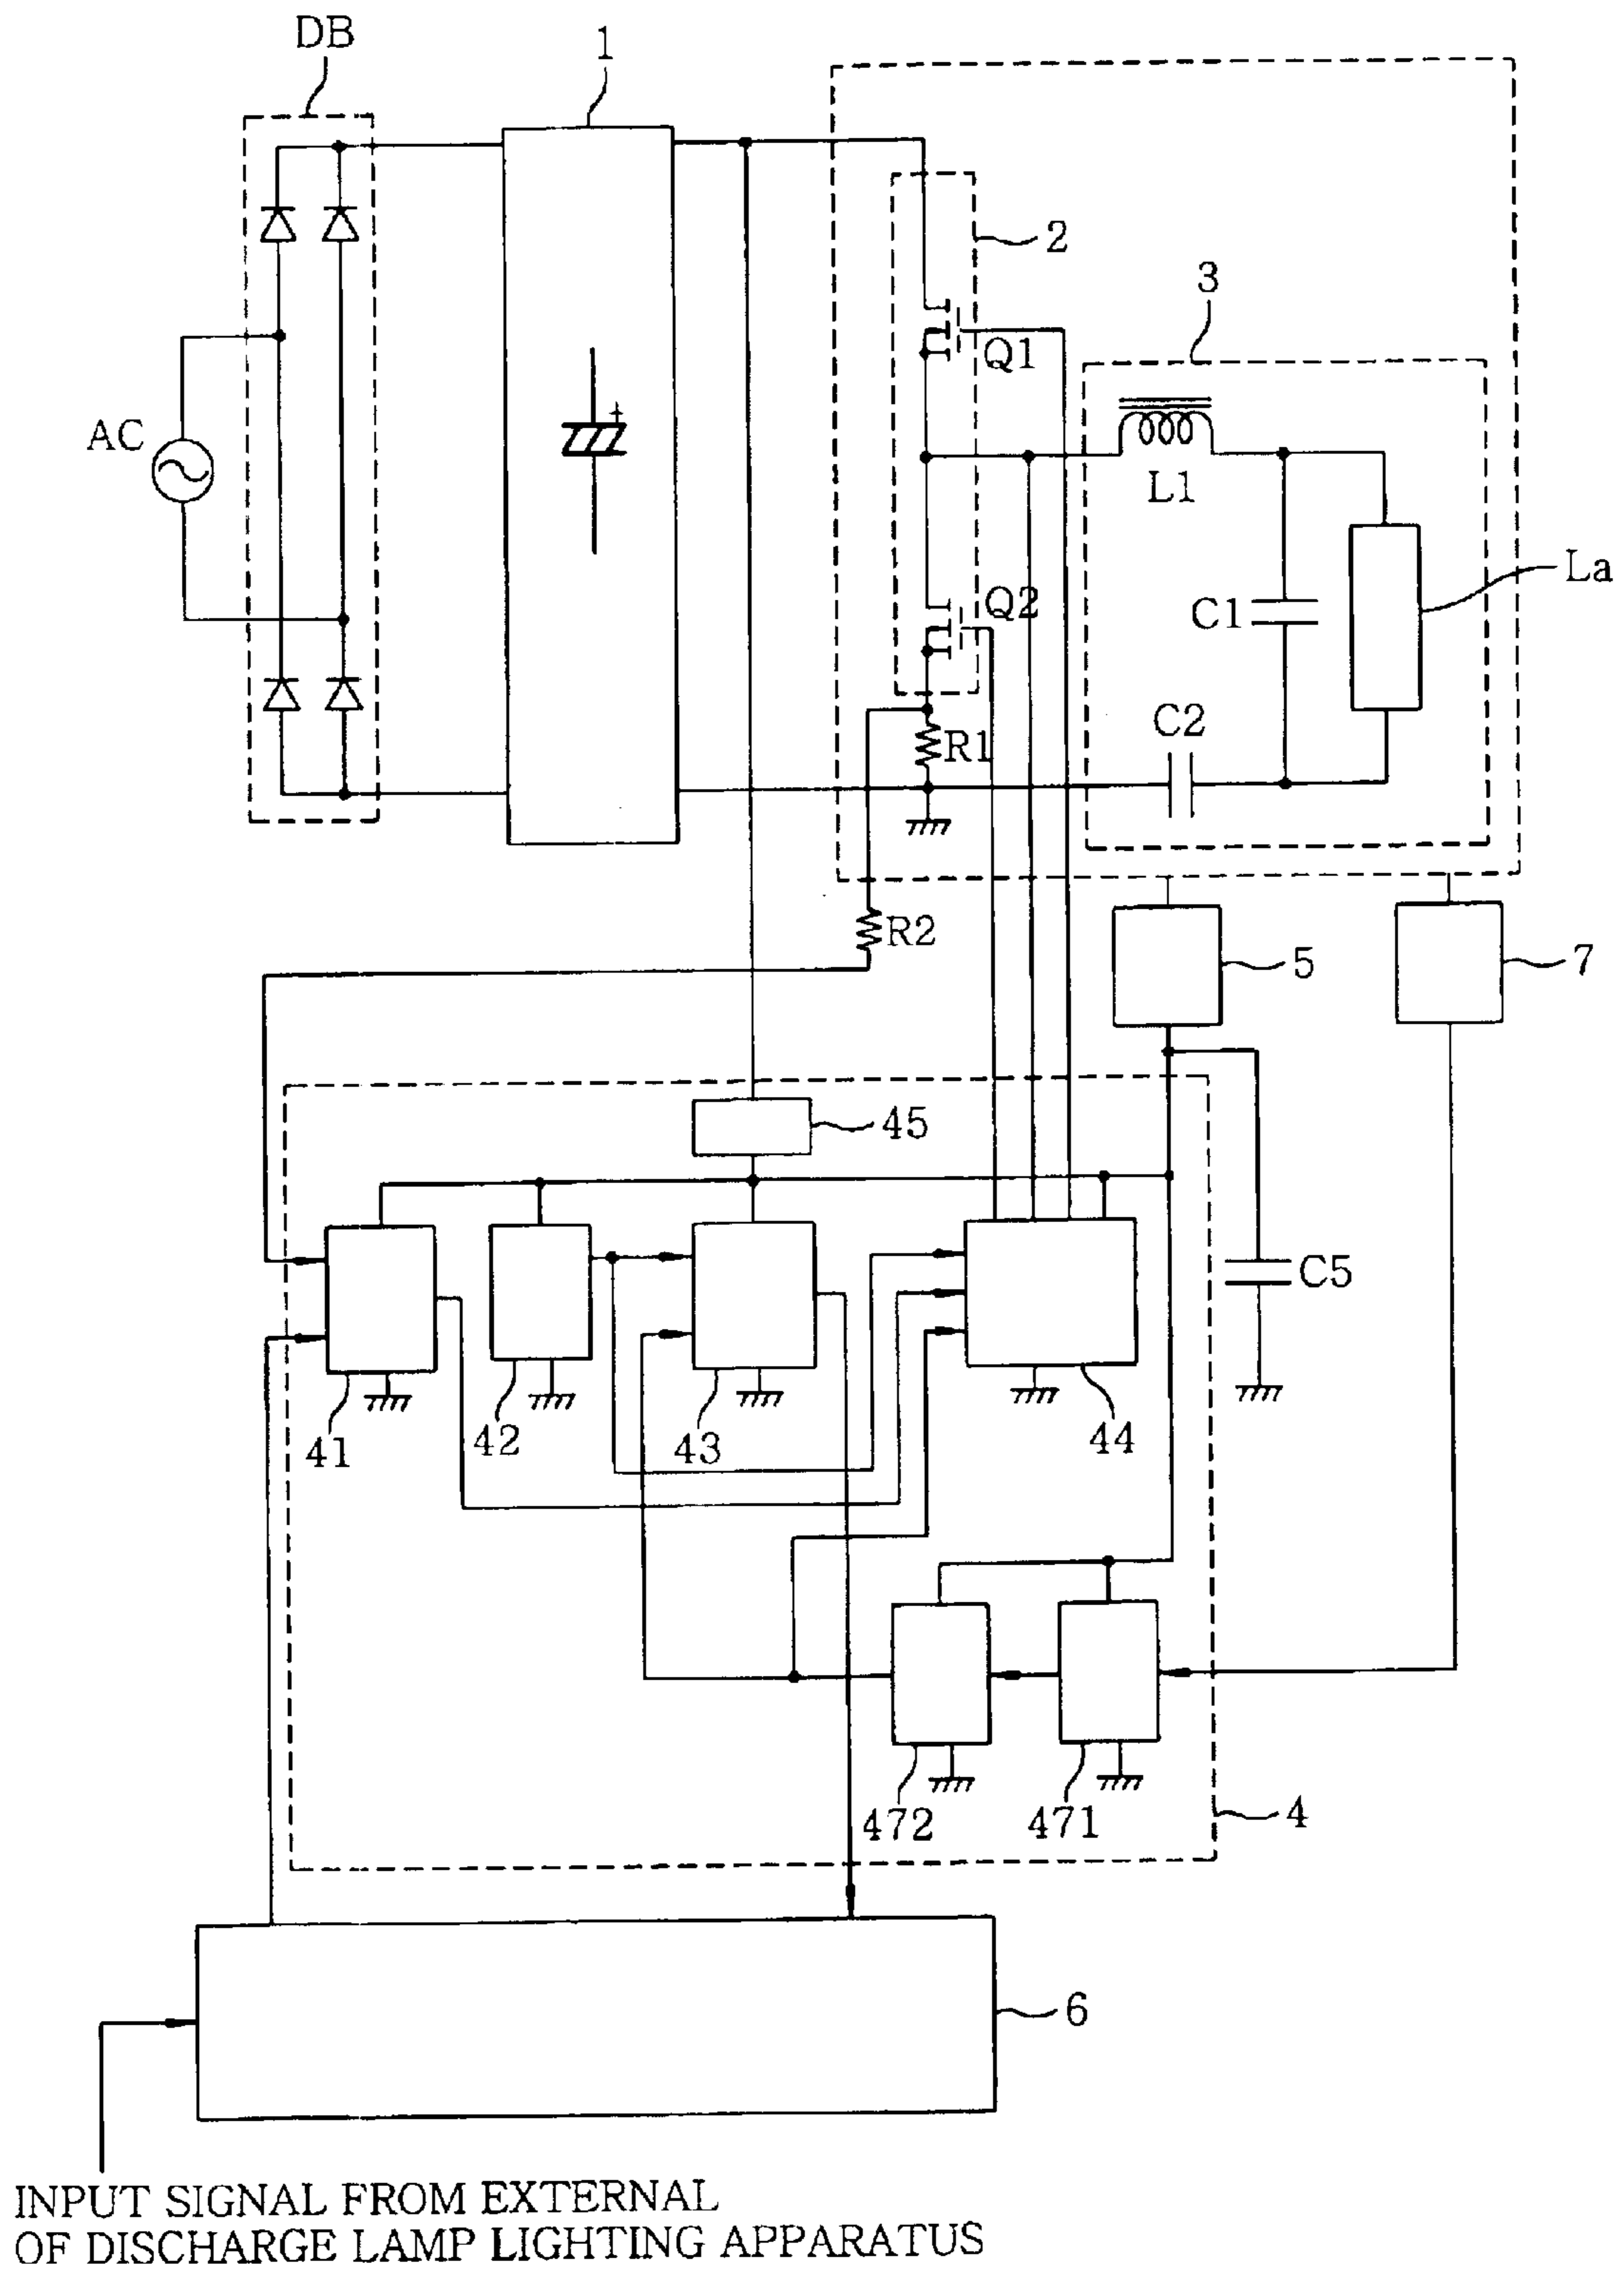 DB
1
2
3
Q1
AC
L1
La
Q2
C1
C2
R1
R2
5
7
45
C5
41
42
43
44
472
471
4
6
INPUT SIGNAL FROM EXTERNAL
OF DISCHARGE LAMP LIGHTING APPARATUS